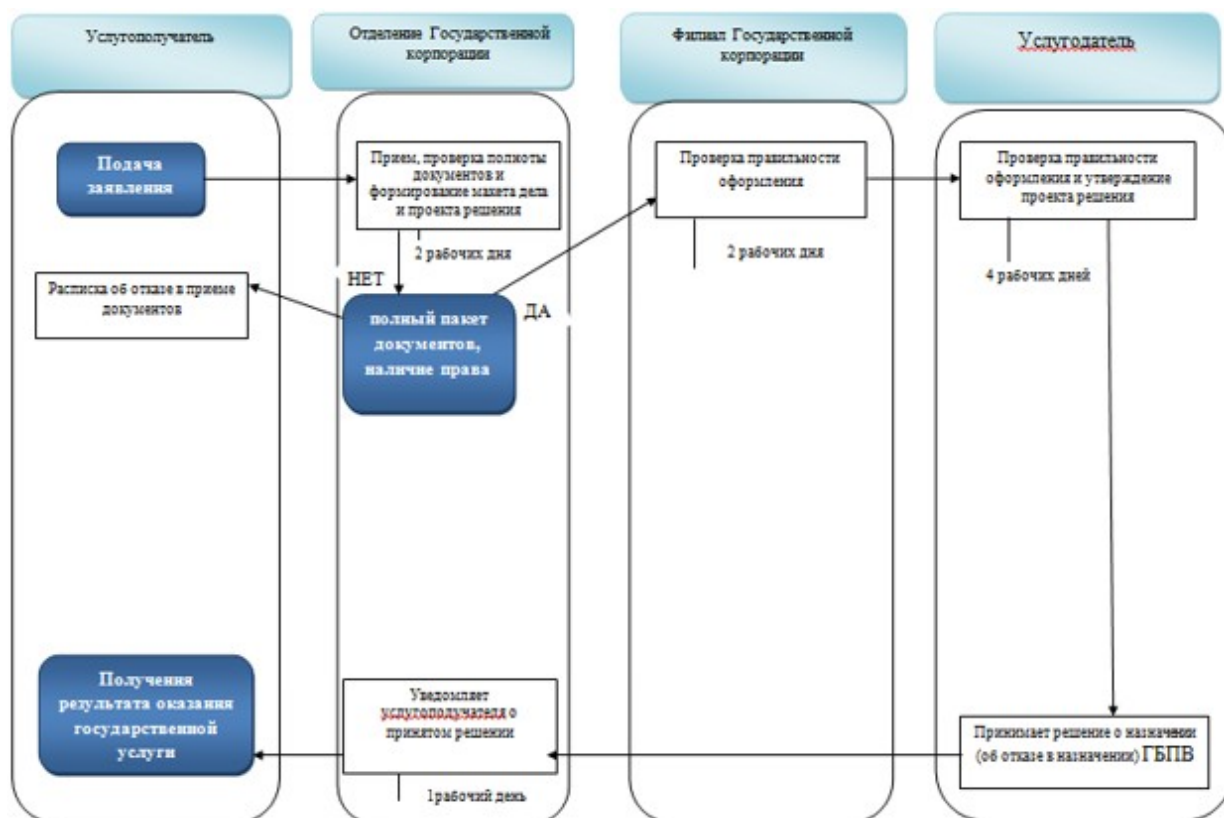 Услугополучатель
Отделение Государственной
корпорации
Филиал Государственной
корпорации
Услугодатель
Подача
заявления
Прием, проверка полноты
документов и
формирование макета дела
и проекта решения
Проверка правильности
оформления
Проверка правильности
оформления и утверждение
проекта решения
2 рабочих дня
2 рабочих дня
4 рабочих дней
НЕТ
Расписка об отказе в приеме
документов
ДА
полный пакет
документов,
наличие права
Получения
результата оказания
государственной
услуги
Уведомляет
услугополучателя о
принятом решении
Принимает решение о назначении
(об отказе в назначении) ГБПВ
1рабочий день